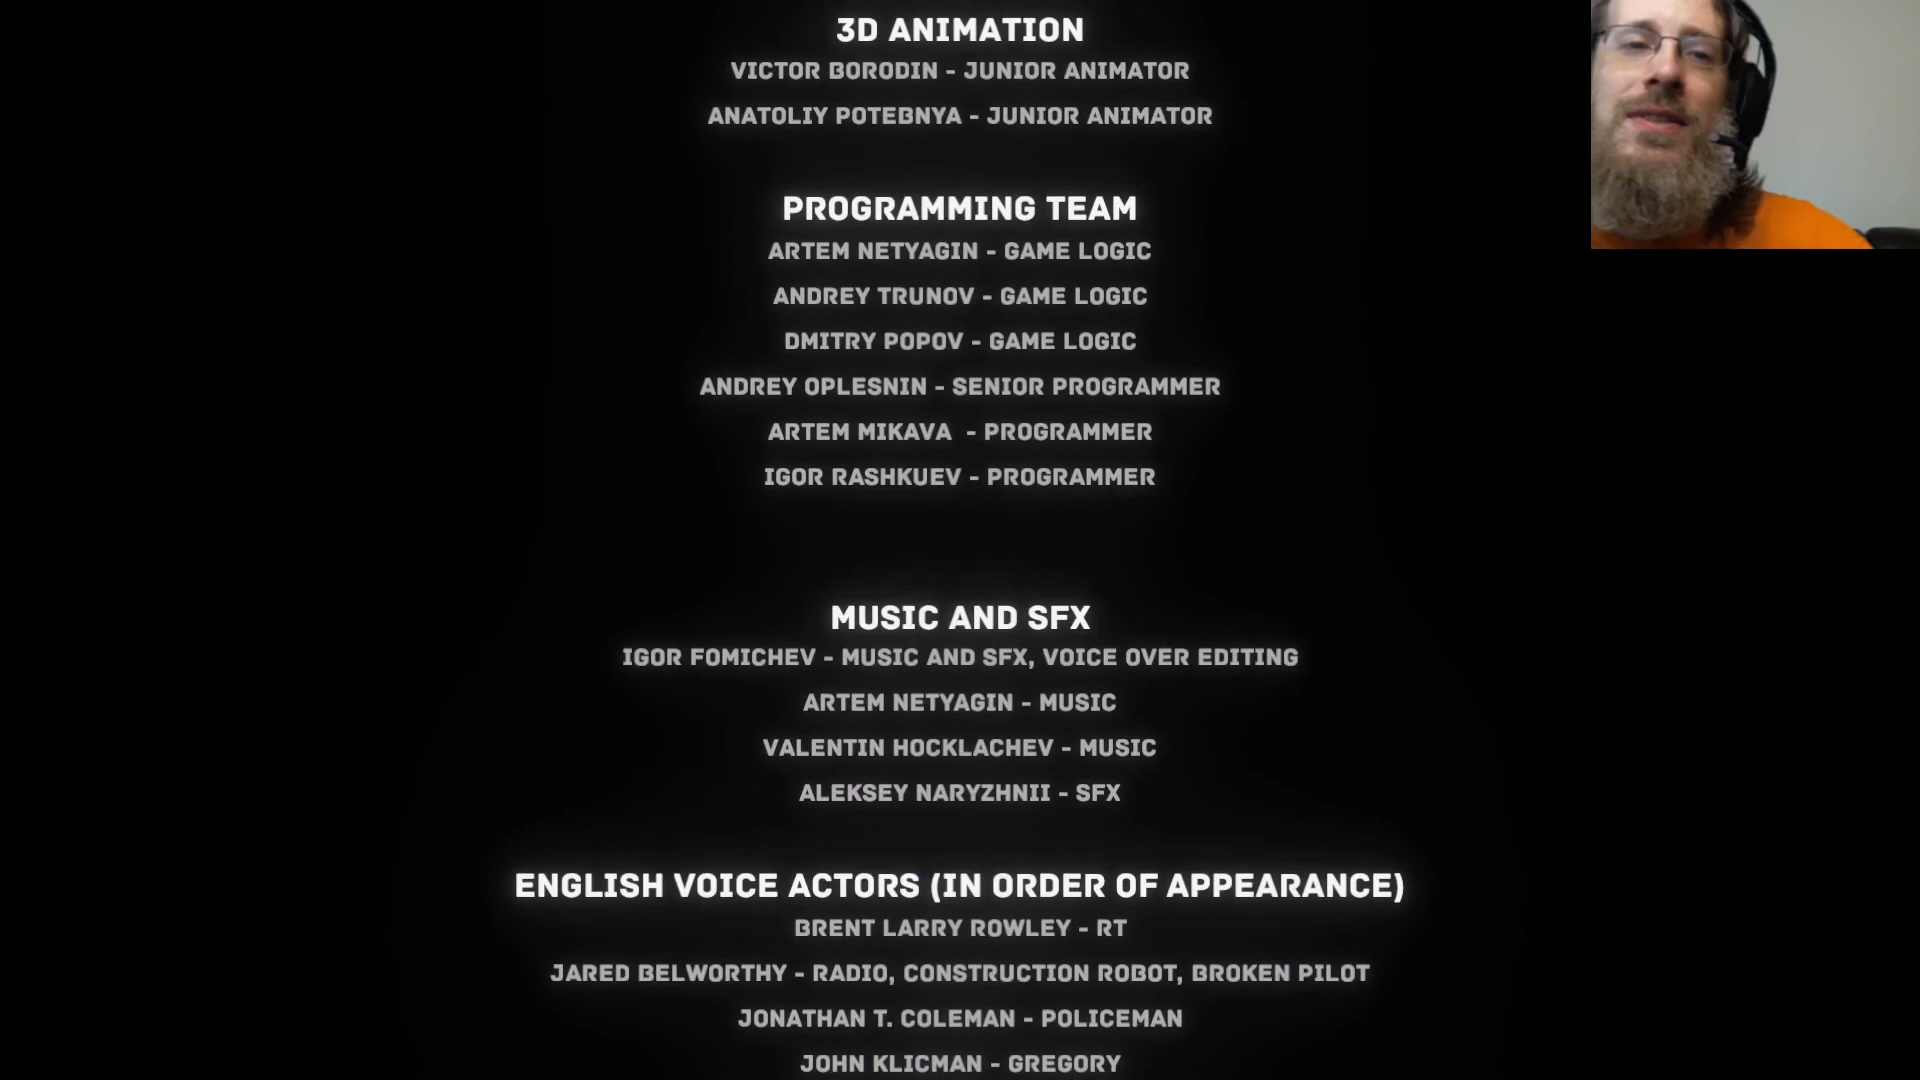 3D ANIMATION
VICTOR BORODIN - JUNIOR ANIMATOR
ANATOLIY POTEBNYA - JUNIOR ANIMATOR
PROGRAMMING TEAM
ARTEM NETYAGIN - GAME LOGIC
ANDREY TRUNOV - GAME LOGIC
DMITRY POPOV - GAME LOGIC
ANDREY OPLESNIN - SENIOR PROGRAMMER
ARTEM MIKAVA - PROGRAMMER
IGOR RASHKUEV - PROGRAMMER
MUSIC AND SFX
IGOR FOMICHEV - MUSIC AND SFX, VOICE OVER EDITING
ARTEM NETYAGIN - MUSIC
VALENTIN HOCKLACHEV - MUSIC
ALEKSEY NARYZHNII - SFX
ENGLISH VOICE ACTORS (IN ORDER OF APPEARANCE)
BRENT LARRY ROWLEY - RT
JARED BELWORTHY - RADIO, CONSTRUCTION ROBOT, BROKEN PILOT
JONATHAN T. COLEMAN - POLICEMAN
JOHN KLICMAN - GREGORY